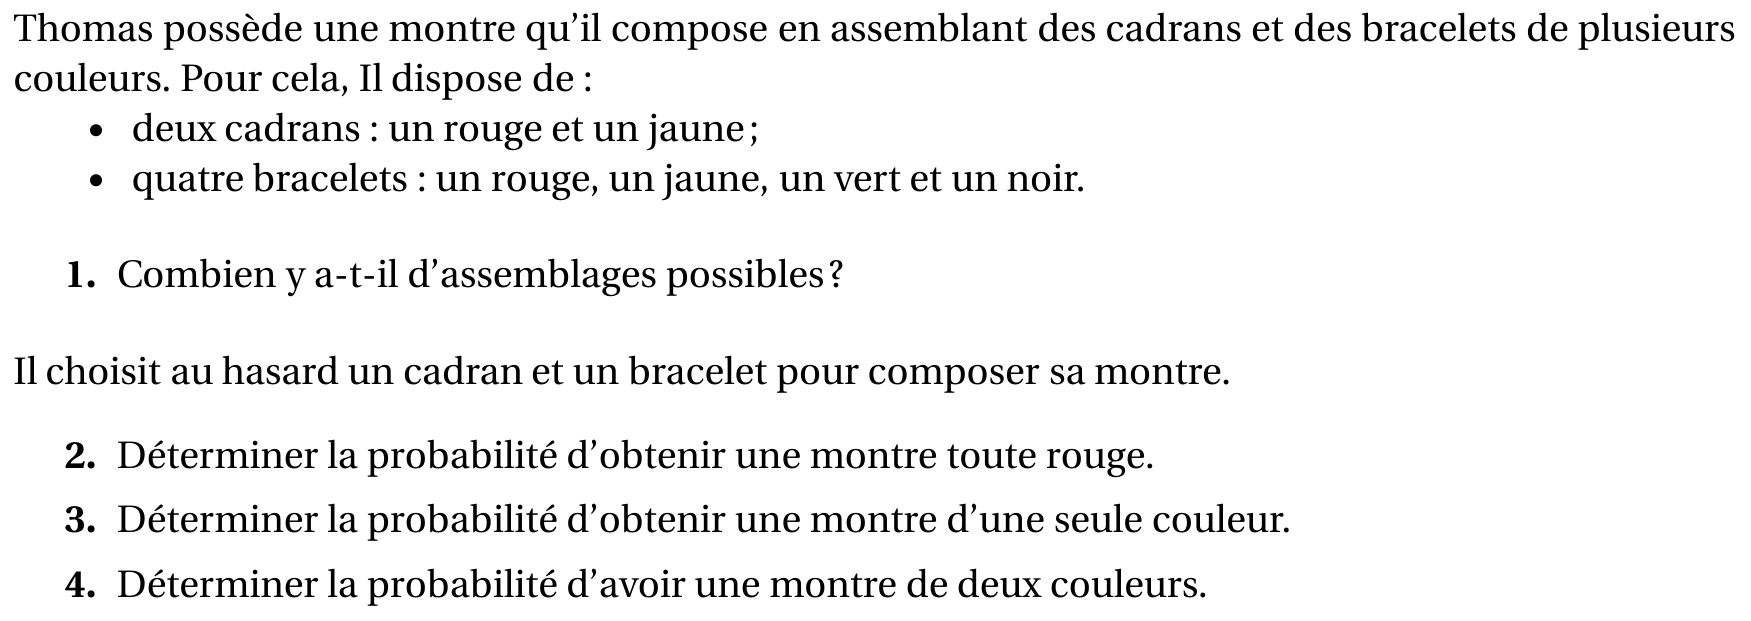 Thomas possède une montre qu’il compose en assemblant des cadrans et des bracelets de plusieurs
couleurs. Pour cela, Il dispose de :
• deux cadrans : un rouge et un jaune ;
• quatre bracelets : un rouge, un jaune, un vert et un noir.
1. Combien y a-t-il d’assemblages possibles ?
Il choisit au hasard un cadran et un bracelet pour composer sa montre.
2. Déterminer la probabilité d’obtenir une montre toute rouge.
3. Déterminer la probabilité d’obtenir une montre d’une seule couleur.
4. Déterminer la probabilité d’avoir une montre de deux couleurs.